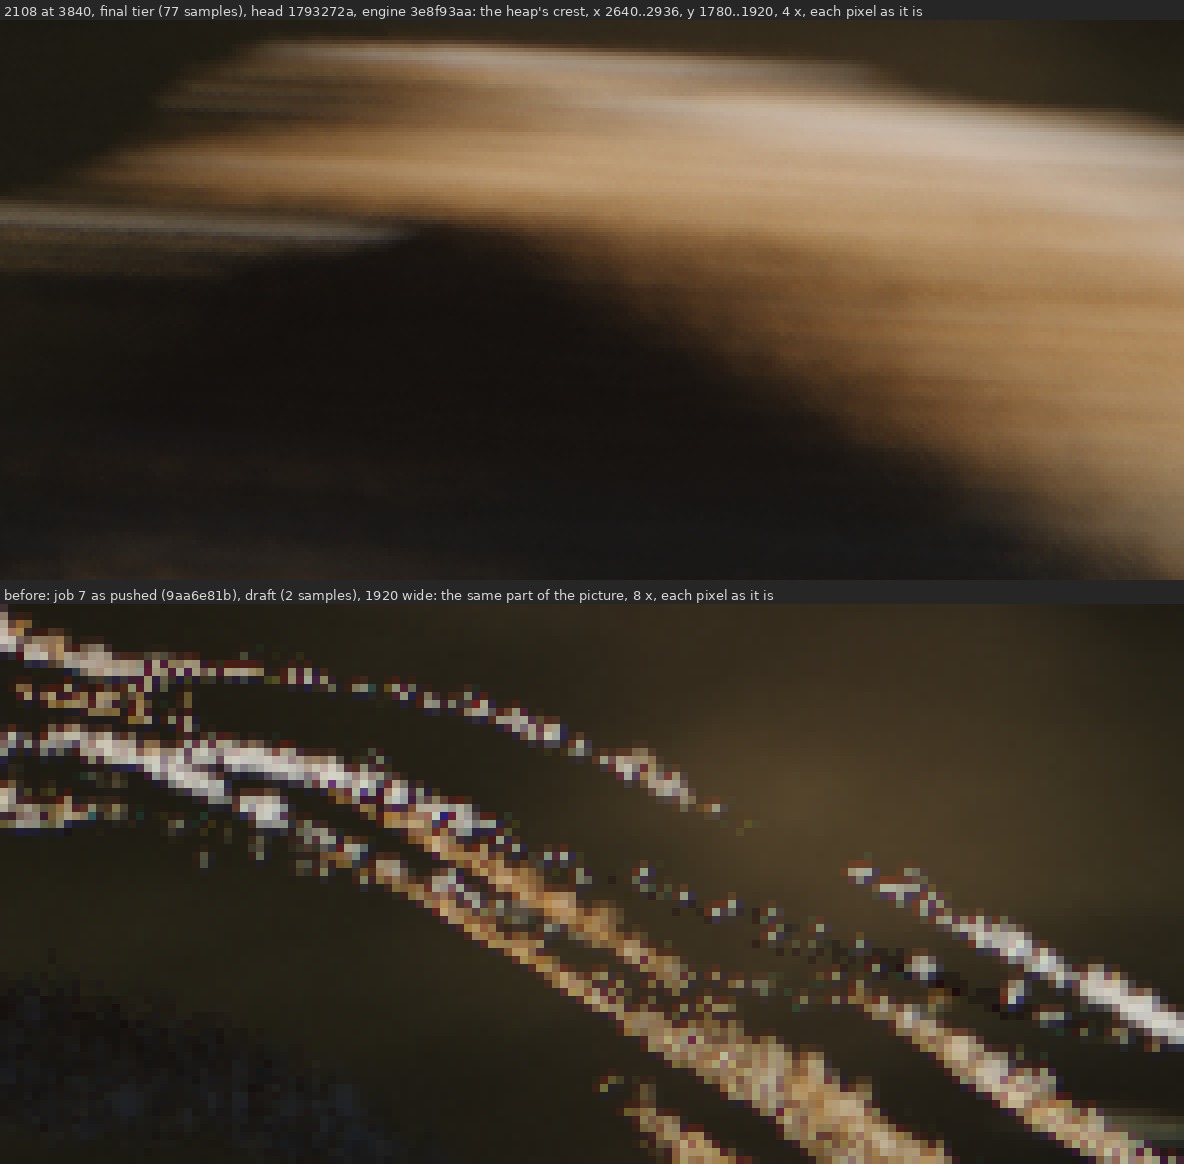 2108 at 3840, final tier (77 samples), head 1793272a, engine 3e8f93aa: the heap's crest, x 2640..2936, y 1780..1920, 4 x, each pixel as it is
before: job 7 as pushed (9aa6e81b), draft (2 samples), 1920 wide: the same part of the picture, 8 x, each pixel as it is